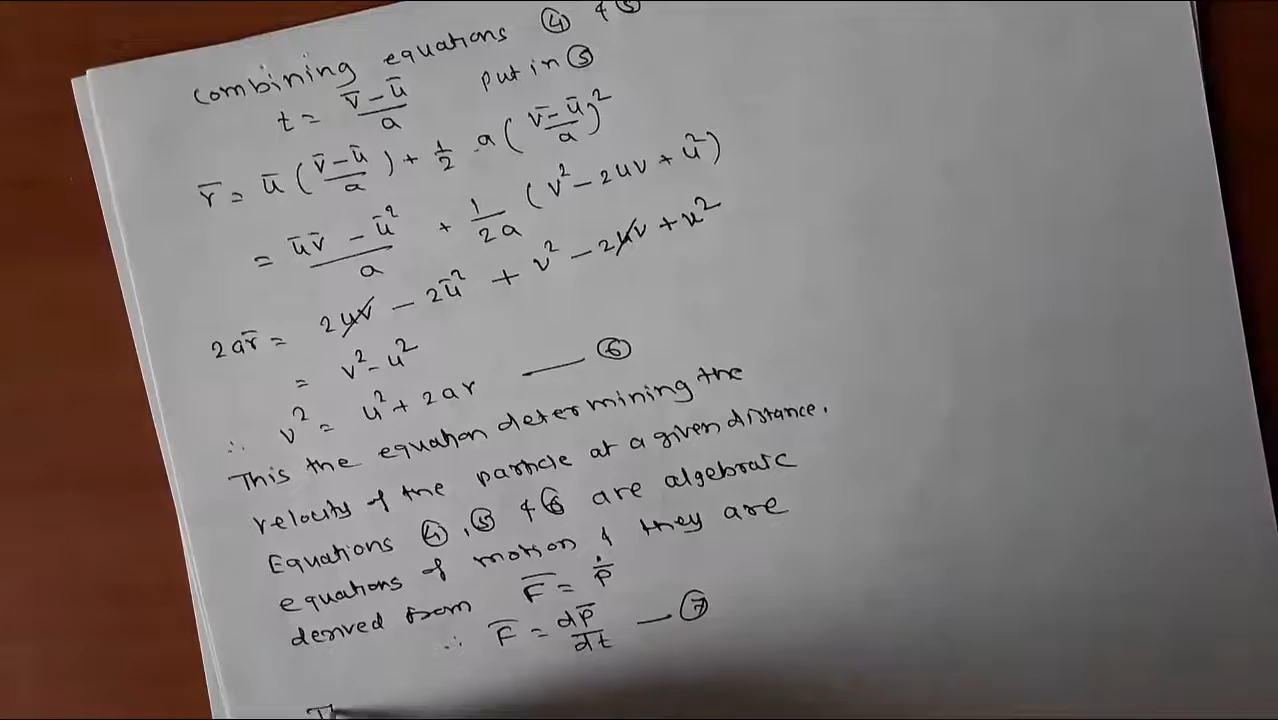 Combining equations ④ & ⑤
t = v̄ - ū / a put in ⑤
r̄ = ū ( v̄ - ū / a ) + 1/2 a ( v̄ - ū / a )²
= ūv̄ - ū² / a + 1/2a ( v² - 2uv + ū² )
2ar̄ = 2uv - 2ū² + v² - 2uv + u²
= v² - u²
∴ v² = u² + 2ar — ⑥
This the equation determining the
velocity of the particle at a given distance.
Equations ④, ⑤ & ⑥ are algebraic
equations of motion & they are
derived from F̄ = ṗ̄
∴ F̄ = dp̄/dt — ⑦